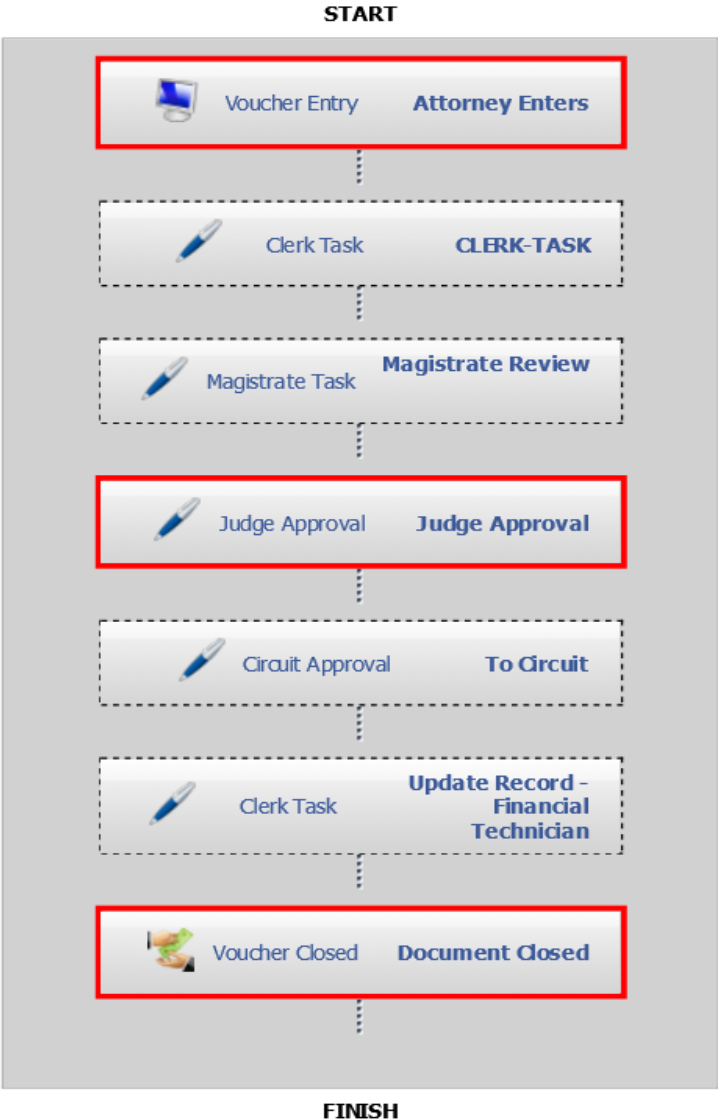 START
Voucher Entry Attorney Enters
Clerk Task CLERK-TASK
Magistrate Task Magistrate Review
Judge Approval Judge Approval
Circuit Approval To Circuit
Clerk Task Update Record -
Financial
Technician
Voucher Closed Document Closed
FINISH